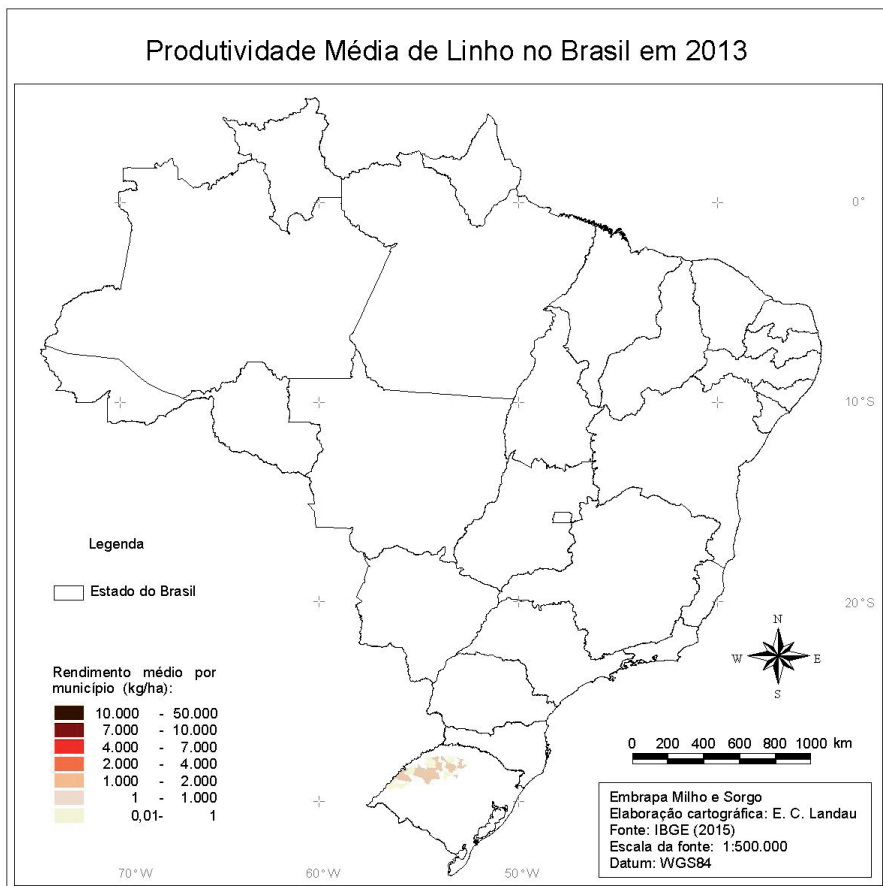 Produtividade Média de Linho no Brasil em 2013
0°
10°S
20°S
Legenda
Estado do Brasil
N
W E
S
Rendimento médio por
município (kg/ha):
10.000 - 50.000
7.000 - 10.000
4.000 - 7.000
2.000 - 4.000
1.000 - 2.000
1 - 1.000
0,01- 1
0 200 400 600 800 1000 km
Embrapa Milho e Sorgo
Elaboração cartográfica: E. C. Landau
Fonte: IBGE (2015)
Escala da fonte: 1:500.000
Datum: WGS84
70°W 60°W 50°W